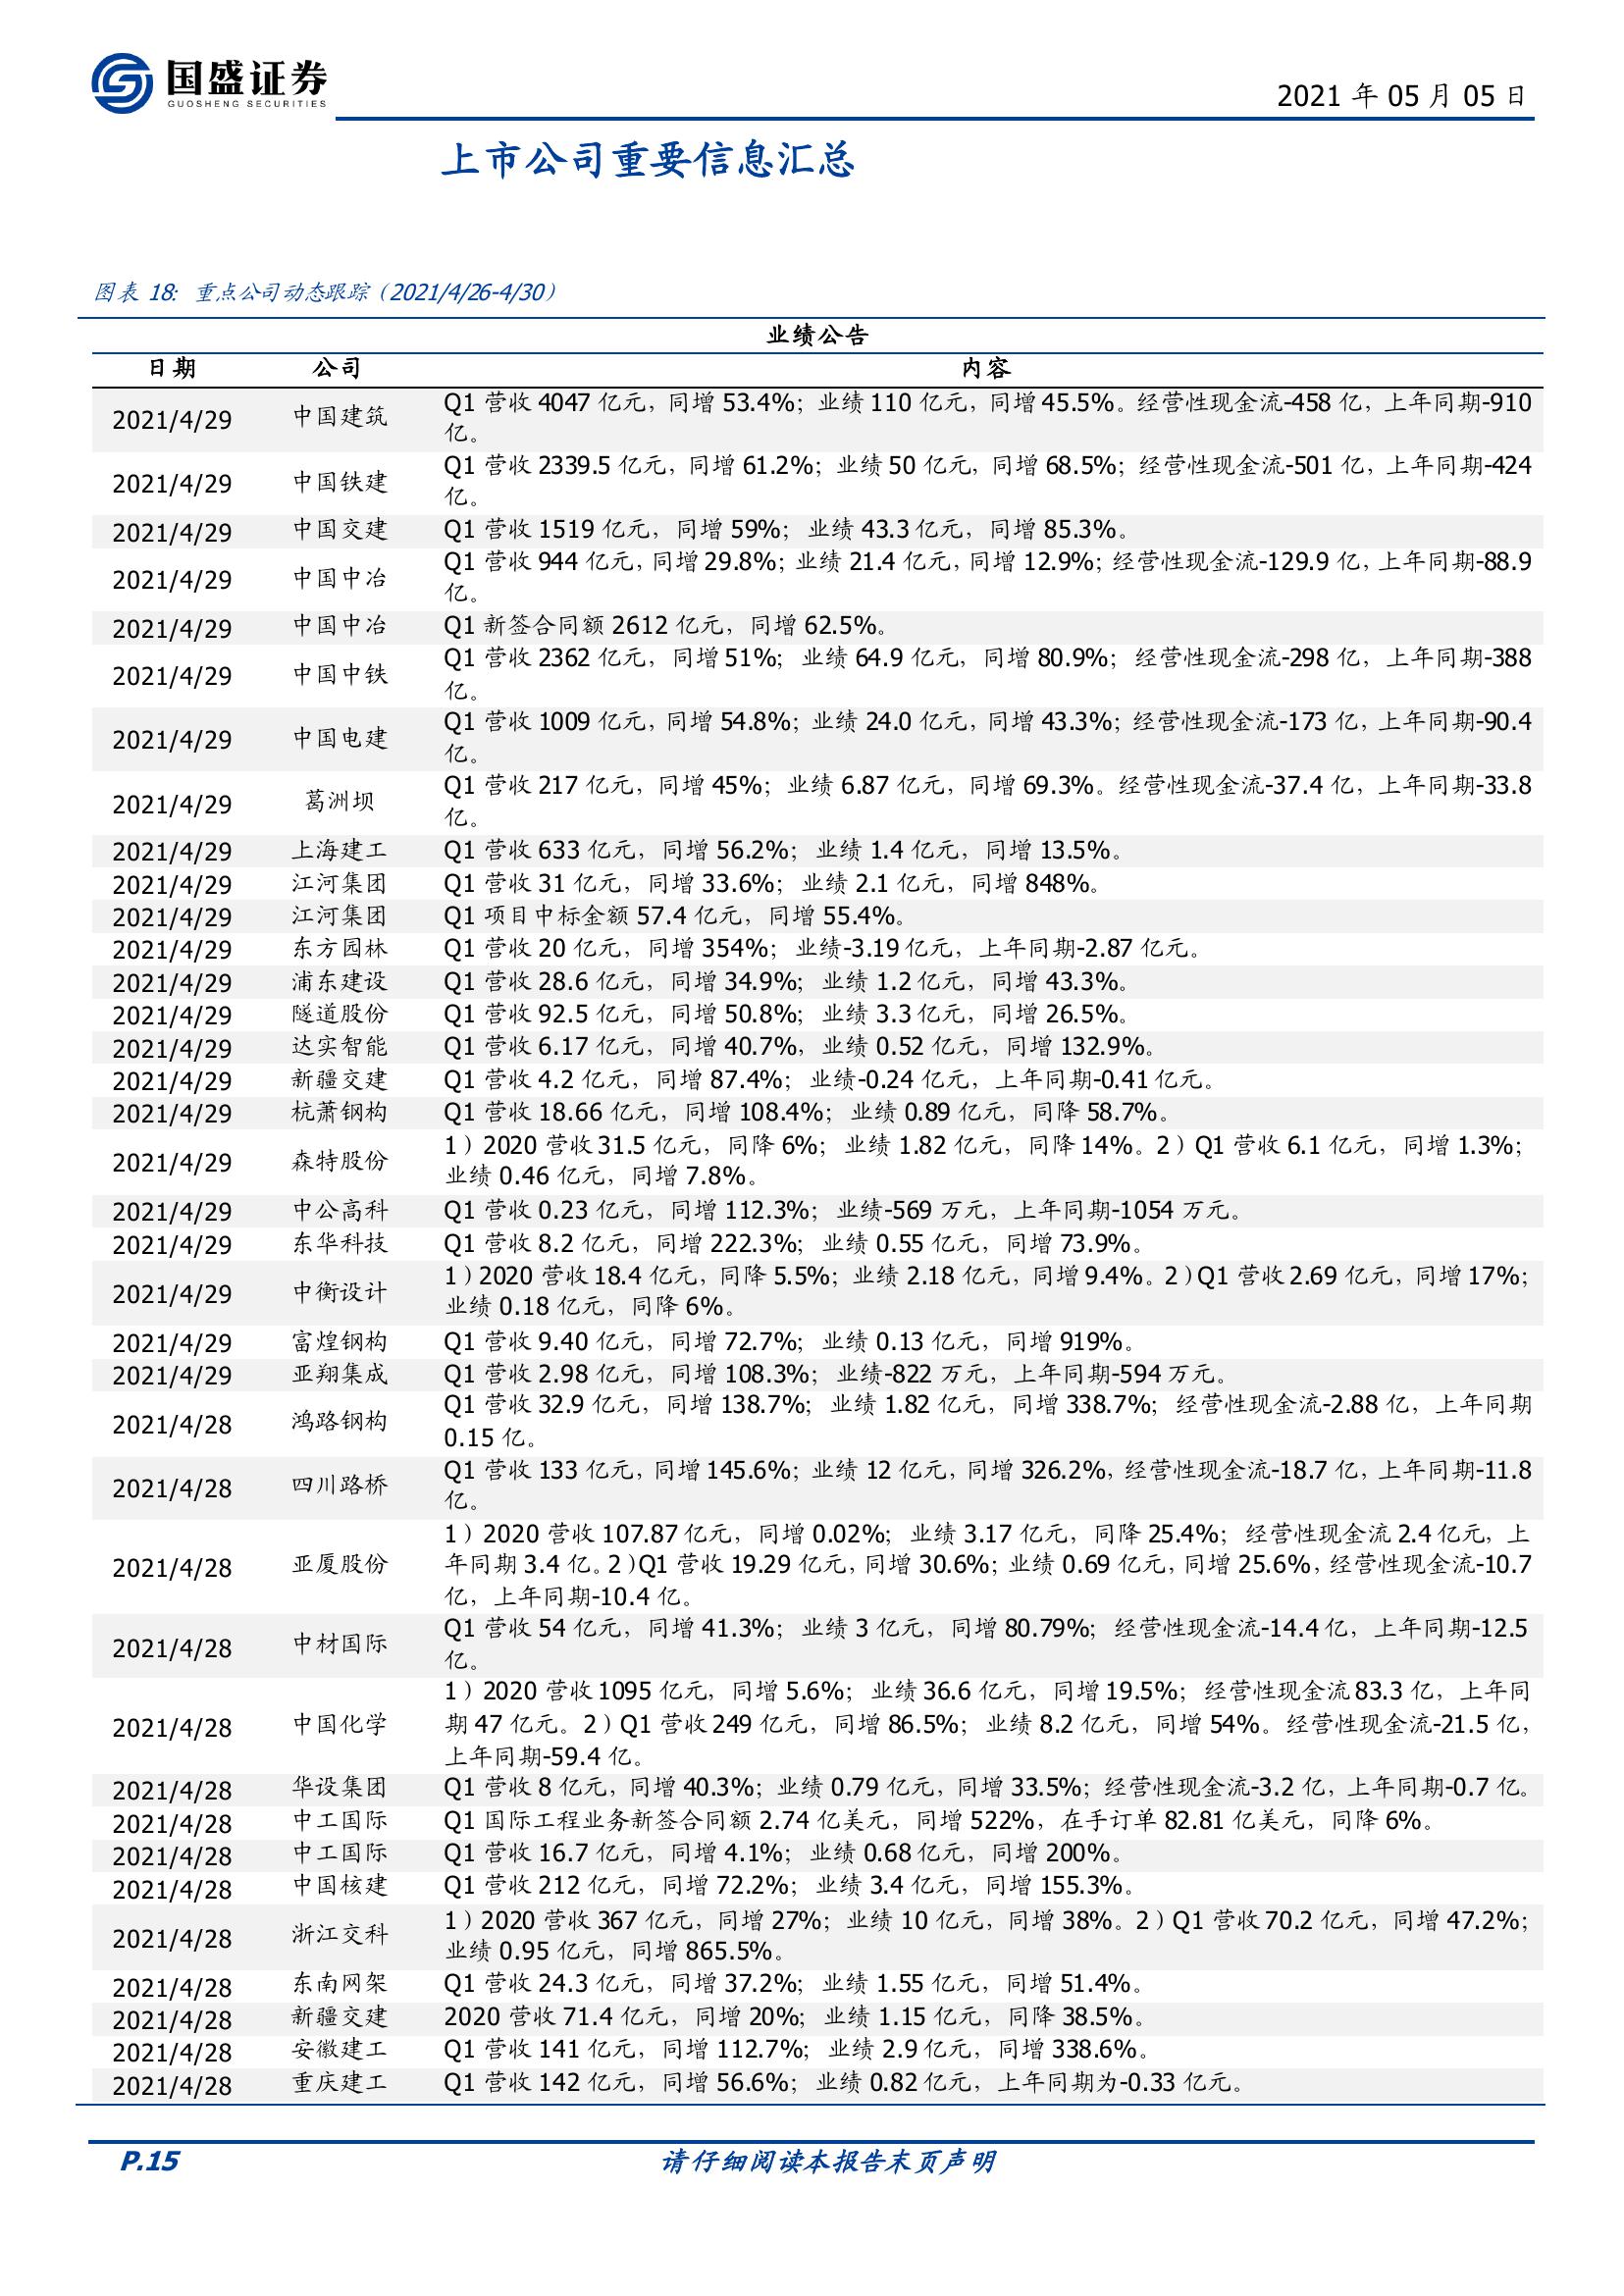 国盛证券
GUOSHENG SECURITIES
2021 年 05 月 05 日
上市公司重要信息汇总
图表 18: 重点公司动态跟踪（2021/4/26-4/30）
业绩公告
日期 公司 内容
2021/4/29 中国建筑 Q1 营收 4047 亿元，同增 53.4%；业绩 110 亿元，同增 45.5%。经营性现金流-458 亿，上年同期-910
亿。
2021/4/29 中国铁建 Q1 营收 2339.5 亿元，同增 61.2%；业绩 50 亿元，同增 68.5%；经营性现金流-501 亿，上年同期-424
亿。
2021/4/29 中国交建 Q1 营收 1519 亿元，同增 59%；业绩 43.3 亿元，同增 85.3%。
2021/4/29 中国中冶 Q1 营收 944 亿元，同增 29.8%；业绩 21.4 亿元，同增 12.9%；经营性现金流-129.9 亿，上年同期-88.9
亿。
2021/4/29 中国中冶 Q1 新签合同额 2612 亿元，同增 62.5%。
2021/4/29 中国中铁 Q1 营收 2362 亿元，同增 51%；业绩 64.9 亿元，同增 80.9%；经营性现金流-298 亿，上年同期-388
亿。
2021/4/29 中国电建 Q1 营收 1009 亿元，同增 54.8%；业绩 24.0 亿元，同增 43.3%；经营性现金流-173 亿，上年同期-90.4
亿。
2021/4/29 葛洲坝 Q1 营收 217 亿元，同增 45%；业绩 6.87 亿元，同增 69.3%。经营性现金流-37.4 亿，上年同期-33.8
亿。
2021/4/29 上海建工 Q1 营收 633 亿元，同增 56.2%；业绩 1.4 亿元，同增 13.5%。
2021/4/29 江河集团 Q1 营收 31 亿元，同增 33.6%；业绩 2.1 亿元，同增 848%。
2021/4/29 江河集团 Q1 项目中标金额 57.4 亿元，同增 55.4%。
2021/4/29 东方园林 Q1 营收 20 亿元，同增 354%；业绩-3.19 亿元，上年同期-2.87 亿元。
2021/4/29 浦东建设 Q1 营收 28.6 亿元，同增 34.9%；业绩 1.2 亿元，同增 43.3%。
2021/4/29 隧道股份 Q1 营收 92.5 亿元，同增 50.8%；业绩 3.3 亿元，同增 26.5%。
2021/4/29 达实智能 Q1 营收 6.17 亿元，同增 40.7%，业绩 0.52 亿元，同增 132.9%。
2021/4/29 新疆交建 Q1 营收 4.2 亿元，同增 87.4%；业绩-0.24 亿元，上年同期-0.41 亿元。
2021/4/29 杭萧钢构 Q1 营收 18.66 亿元，同增 108.4%；业绩 0.89 亿元，同降 58.7%。
2021/4/29 森特股份 1）2020 营收 31.5 亿元，同降 6%；业绩 1.82 亿元，同降 14%。2）Q1 营收 6.1 亿元，同增 1.3%；
业绩 0.46 亿元，同增 7.8%。
2021/4/29 中公高科 Q1 营收 0.23 亿元，同增 112.3%；业绩-569 万元，上年同期-1054 万元。
2021/4/29 东华科技 Q1 营收 8.2 亿元，同增 222.3%；业绩 0.55 亿元，同增 73.9%。
2021/4/29 中衡设计 1）2020 营收 18.4 亿元，同降 5.5%；业绩 2.18 亿元，同增 9.4%。2）Q1 营收 2.69 亿元，同增 17%；
业绩 0.18 亿元，同降 6%。
2021/4/29 富煌钢构 Q1 营收 9.40 亿元，同增 72.7%；业绩 0.13 亿元，同增 919%。
2021/4/29 亚翔集成 Q1 营收 2.98 亿元，同增 108.3%；业绩-822 万元，上年同期-594 万元。
2021/4/28 鸿路钢构 Q1 营收 32.9 亿元，同增 138.7%；业绩 1.82 亿元，同增 338.7%；经营性现金流-2.88 亿，上年同期
0.15 亿。
2021/4/28 四川路桥 Q1 营收 133 亿元，同增 145.6%；业绩 12 亿元，同增 326.2%，经营性现金流-18.7 亿，上年同期-11.8
亿。
2021/4/28 亚厦股份 1）2020 营收 107.87 亿元，同增 0.02%；业绩 3.17 亿元，同降 25.4%；经营性现金流 2.4 亿元，上
年同期 3.4 亿。2）Q1 营收 19.29 亿元，同增 30.6%；业绩 0.69 亿元，同增 25.6%，经营性现金流-10.7
亿，上年同期-10.4 亿。
2021/4/28 中材国际 Q1 营收 54 亿元，同增 41.3%；业绩 3 亿元，同增 80.79%；经营性现金流-14.4 亿，上年同期-12.5
亿。
2021/4/28 中国化学 1）2020 营收 1095 亿元，同增 5.6%；业绩 36.6 亿元，同增 19.5%；经营性现金流 83.3 亿，上年同
期 47 亿元。2）Q1 营收 249 亿元，同增 86.5%；业绩 8.2 亿元，同增 54%。经营性现金流-21.5 亿，
上年同期-59.4 亿。
2021/4/28 华设集团 Q1 营收 8 亿元，同增 40.3%；业绩 0.79 亿元，同增 33.5%；经营性现金流-3.2 亿，上年同期-0.7 亿。
2021/4/28 中工国际 Q1 国际工程业务新签合同额 2.74 亿美元，同增 522%，在手订单 82.81 亿美元，同降 6%。
2021/4/28 中工国际 Q1 营收 16.7 亿元，同增 4.1%；业绩 0.68 亿元，同增 200%。
2021/4/28 中国核建 Q1 营收 212 亿元，同增 72.2%；业绩 3.4 亿元，同增 155.3%。
2021/4/28 浙江交科 1）2020 营收 367 亿元，同增 27%；业绩 10 亿元，同增 38%。2）Q1 营收 70.2 亿元，同增 47.2%；
业绩 0.95 亿元，同增 865.5%。
2021/4/28 东南网架 Q1 营收 24.3 亿元，同增 37.2%；业绩 1.55 亿元，同增 51.4%。
2021/4/28 新疆交建 2020 营收 71.4 亿元，同增 20%；业绩 1.15 亿元，同降 38.5%。
2021/4/28 安徽建工 Q1 营收 141 亿元，同增 112.7%；业绩 2.9 亿元，同增 338.6%。
2021/4/28 重庆建工 Q1 营收 142 亿元，同增 56.6%；业绩 0.82 亿元，上年同期为-0.33 亿元。
P.15 请仔细阅读本报告末页声明